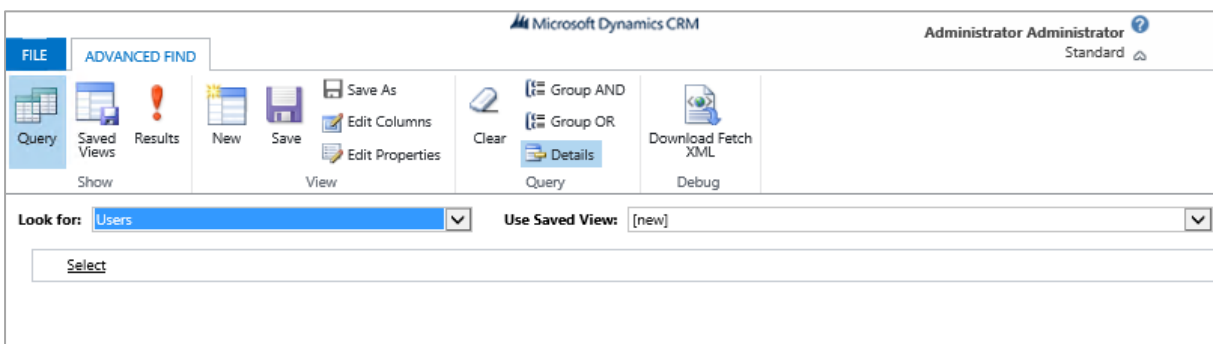 Microsoft Dynamics CRM
Administrator Administrator ?
Standard
FILE
ADVANCED FIND
Query
Saved Views
Results
New
Save
Save As
Edit Columns
Edit Properties
Clear
Group AND
Group OR
Details
Download Fetch XML
Show
View
Query
Debug
Look for: Users
Use Saved View: [new]
Select